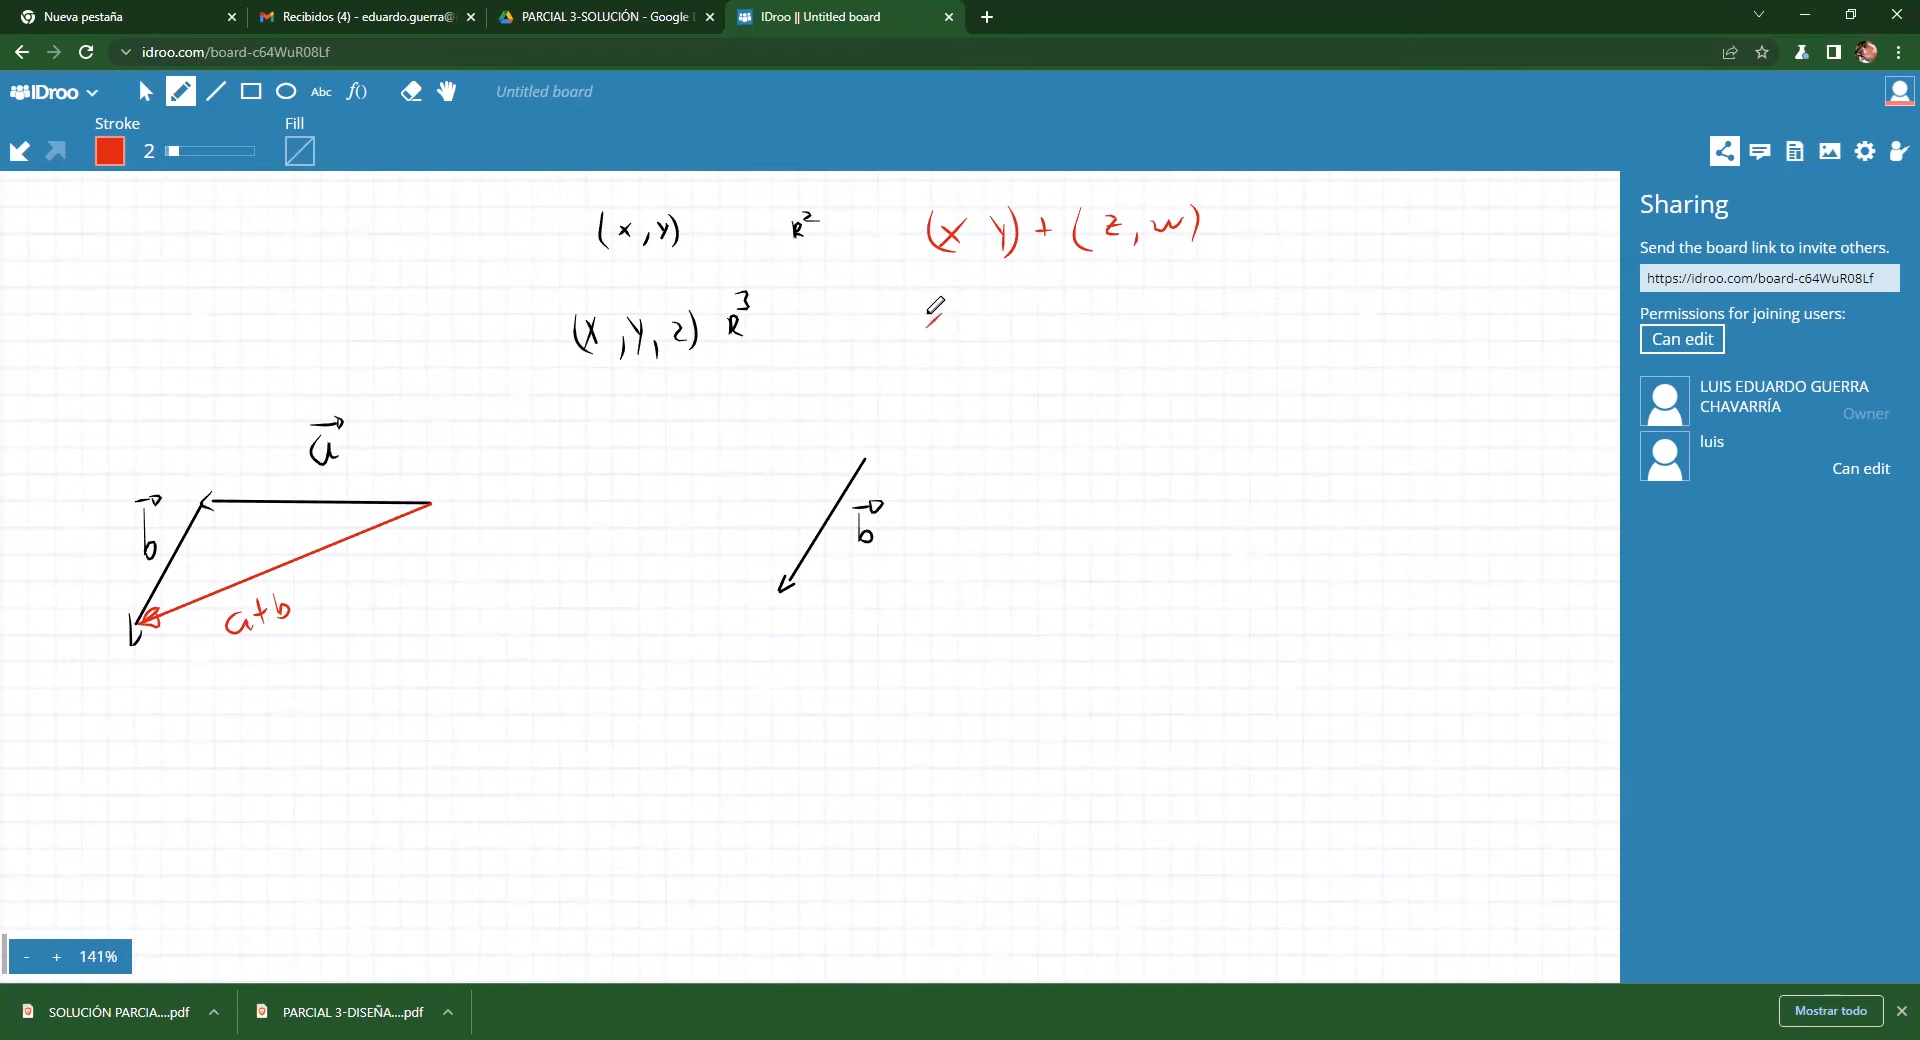 Nueva pestaña
Recibidos (4) - eduardo.guerra@
PARCIAL 3-SOLUCIÓN - Google
IDroo || Untitled board
idroo.com/board-c64WuR08Lf
IDroo
Abc
f()
Untitled board
Stroke
2
Fill
(x,y) R² (x y) + (z, w)
(x, y, z) R³
a
b
a+b
b
Sharing
Send the board link to invite others.
https://idroo.com/board-c64WuR08Lf
Permissions for joining users:
Can edit
LUIS EDUARDO GUERRA
CHAVARRÍA
Owner
luis
Can edit
- + 141%
SOLUCIÓN PARCIA....pdf
PARCIAL 3-DISEÑA....pdf
Mostrar todo